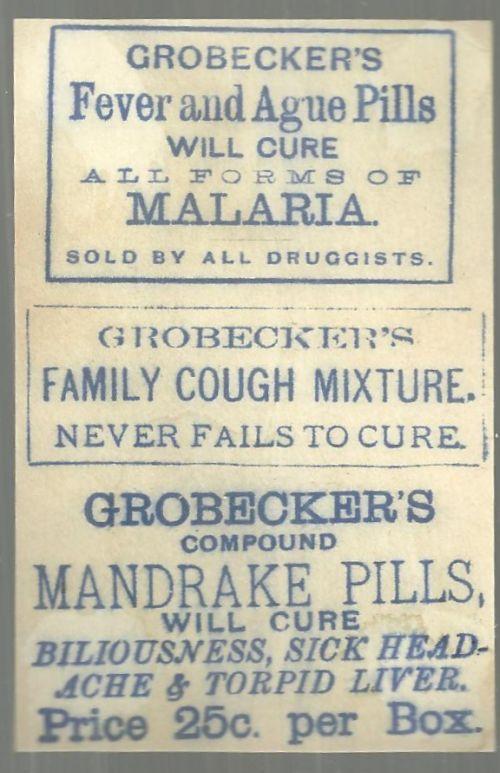 GROBECKER'S
Fever and Ague Pills
WILL CURE
ALL FORMS OF
MALARIA.
SOLD BY ALL DRUGGISTS.
GROBECKER'S
FAMILY COUGH MIXTURE.
NEVER FAILS TO CURE.
GROBECKER'S
COMPOUND
MANDRAKE PILLS,
WILL CURE
BILIOUSNESS, SICK HEAD-
ACHE & TORPID LIVER.
Price 25c. per Box.